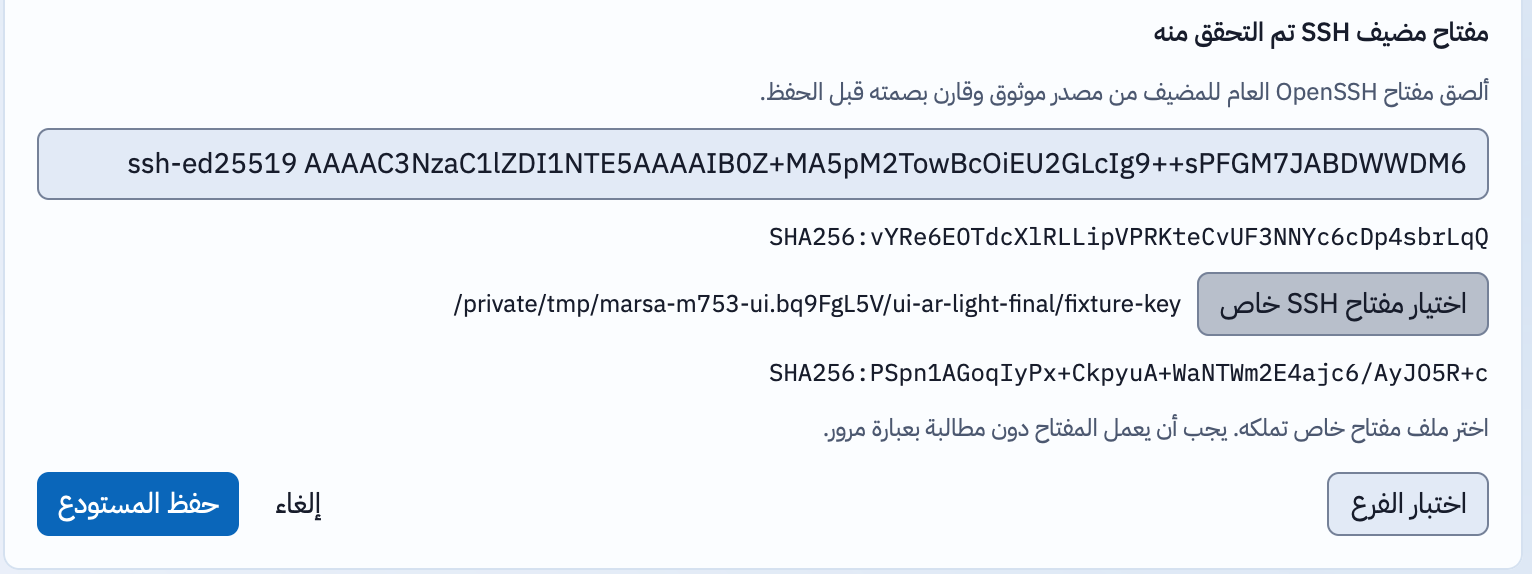 مفتاح مضيف SSH تم التحقق منه
ألصق مفتاح OpenSSH العام للمضيف من مصدر موثوق وقارن بصمته قبل الحفظ.
ssh-ed25519 AAAAC3NzaC1lZDI1NTE5AAAAIB0Z+MA5pM2TowBcOiEU2GLcIg9++sPFGM7JABDWWDM6
SHA256:vYRe6EOTdcXlRLLipVPRKteCvUF3NNYc6cDp4sbrLqQ
اختيار مفتاح SSH خاص /private/tmp/marsa-m753-ui.bq9FgL5V/ui-ar-light-final/fixture-key
SHA256:PSpn1AGoqIyPx+CkpyuA+WaNTWm2E4ajc6/AyJO5R+c
اختر ملف مفتاح خاص تملكه. يجب أن يعمل المفتاح دون مطالبة بعبارة مرور.
اختبار الفرع إلغاء حفظ المستودع